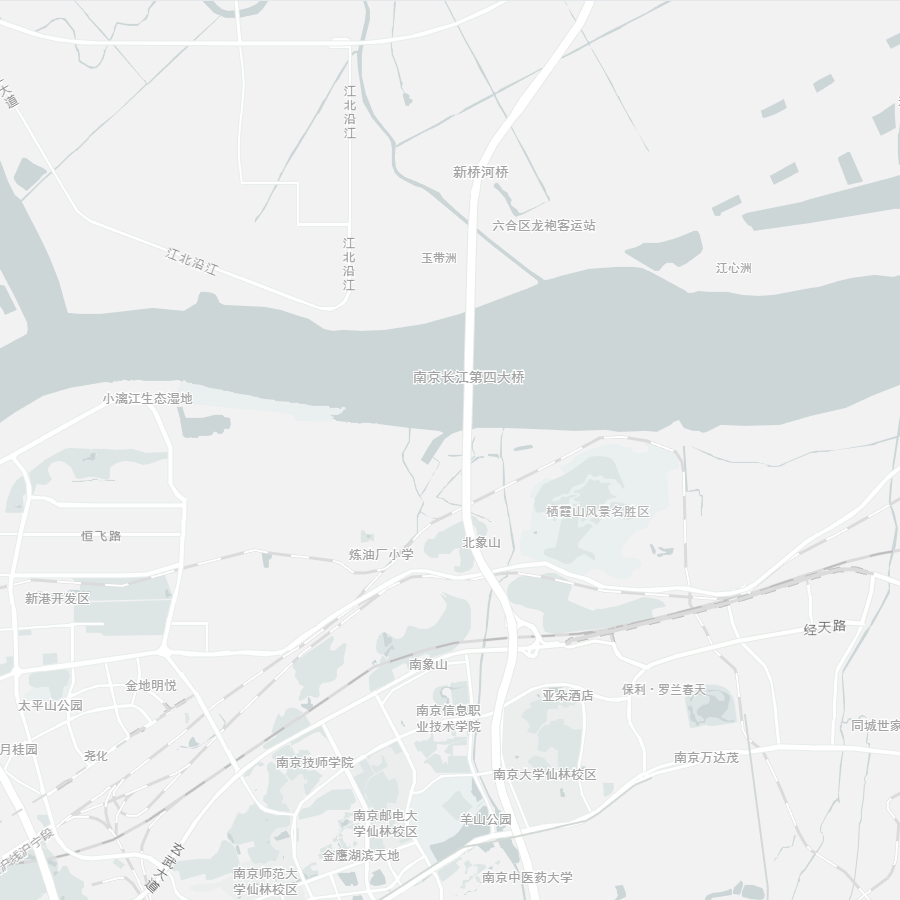 大道
江北沿江
新桥河桥
六合区龙袍客运站
江北沿江
江北沿江
玉带洲
江心洲
南京长江第四大桥
小漓江生态湿地
栖霞山风景名胜区
恒飞路
北象山
炼油厂小学
新港开发区
经天路
南象山
金地明悦
亚朵酒店
保利·罗兰春天
太平山公园
南京信息职
业技术学院
同城世家
月桂园
尧化
南京技师学院
南京万达茂
南京大学仙林校区
南京邮电大
学仙林校区
羊山公园
沪线沪宁段
玄武大道
金鹰湖滨天地
南京师范大
学仙林校区
南京中医药大学